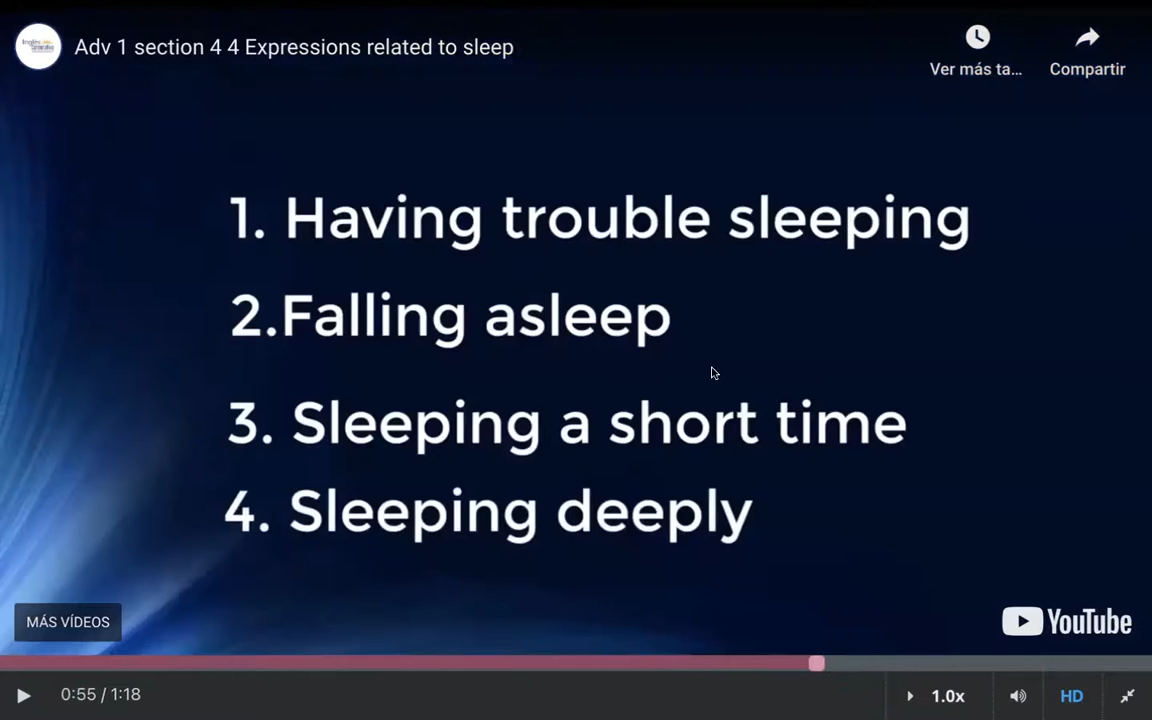 Adv 1 section 4 4 Expressions related to sleep
Ver más ta...
Compartir
1. Having trouble sleeping
2.Falling asleep
3. Sleeping a short time
4. Sleeping deeply
MÁS VÍDEOS
YouTube
0:55 / 1:18
1.0x
HD